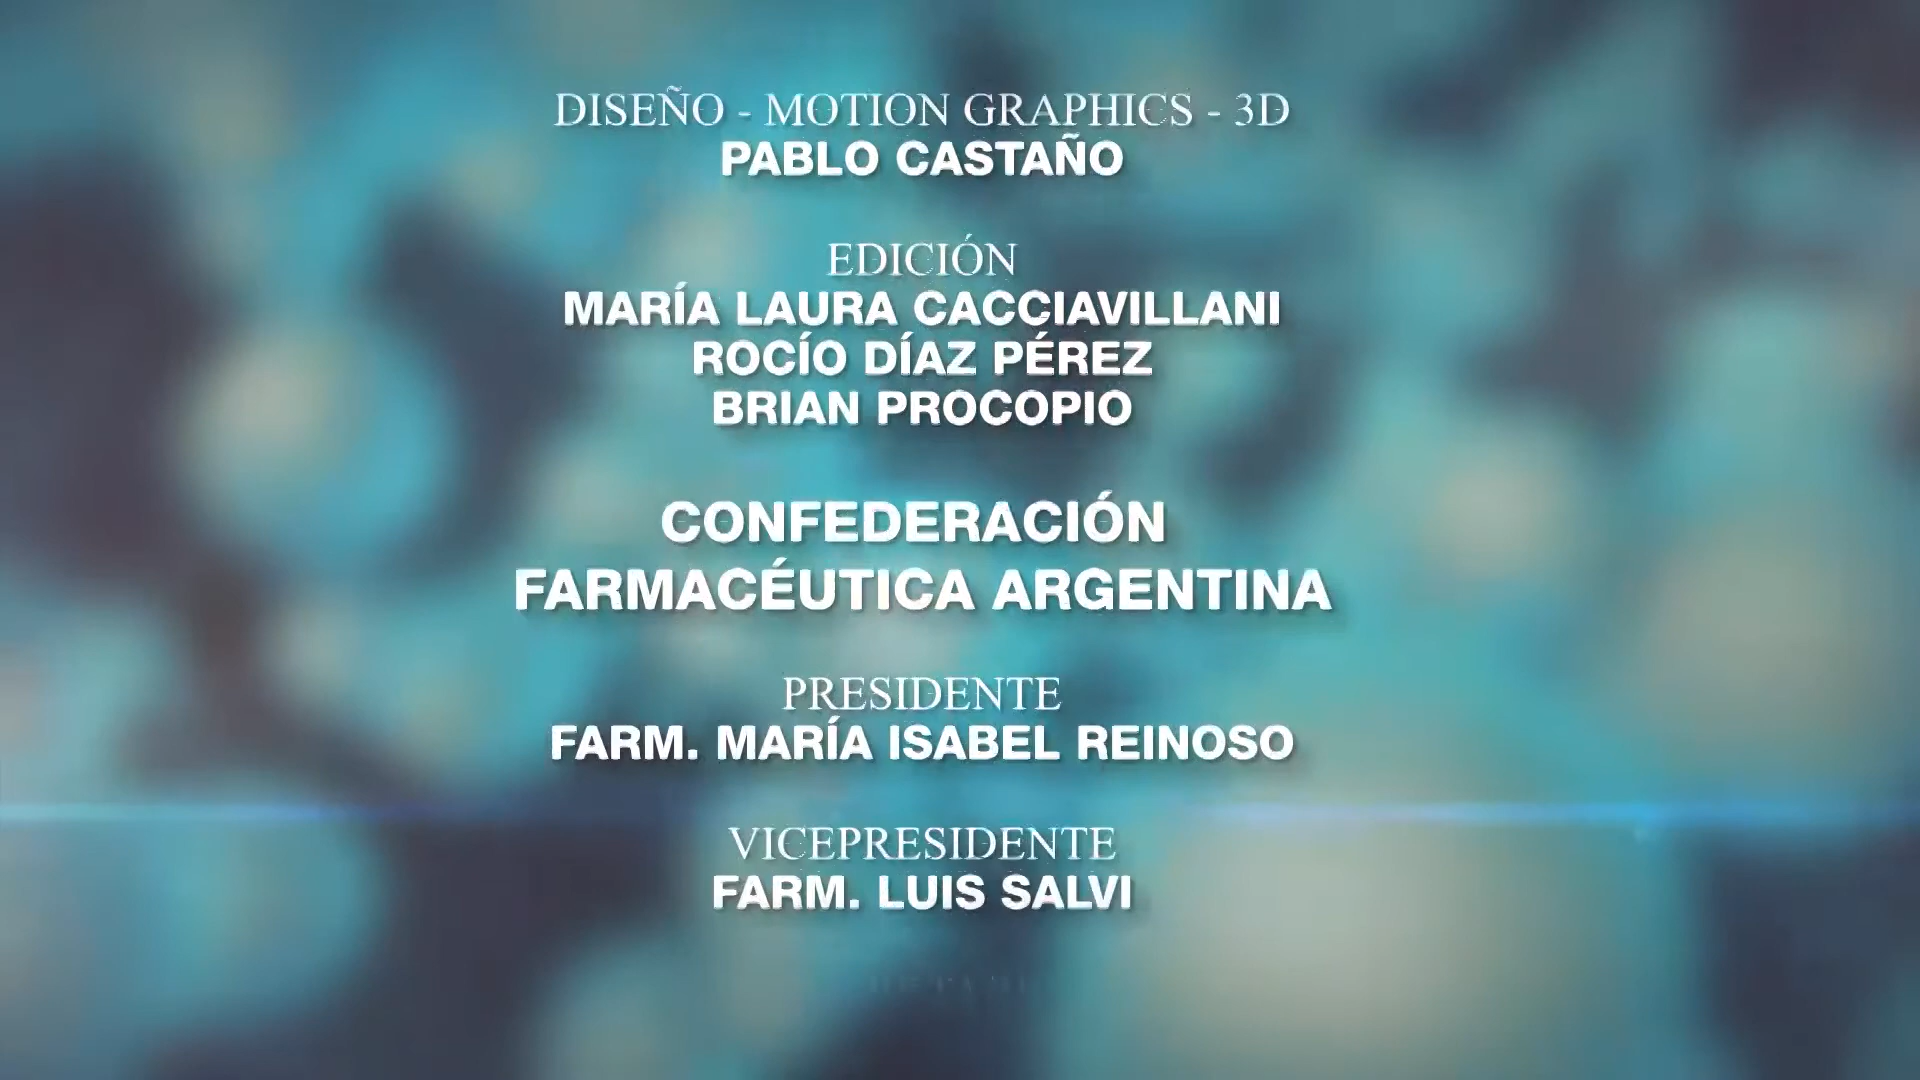 DISEÑO - MOTION GRAPHICS - 3D
PABLO CASTAÑO
EDICIÓN
MARÍA LAURA CACCIAVILLANI
ROCÍO DÍAZ PÉREZ
BRIAN PROCOPIO
CONFEDERACIÓN
FARMACÉUTICA ARGENTINA
PRESIDENTE
FARM. MARÍA ISABEL REINOSO
VICEPRESIDENTE
FARM. LUIS SALVI